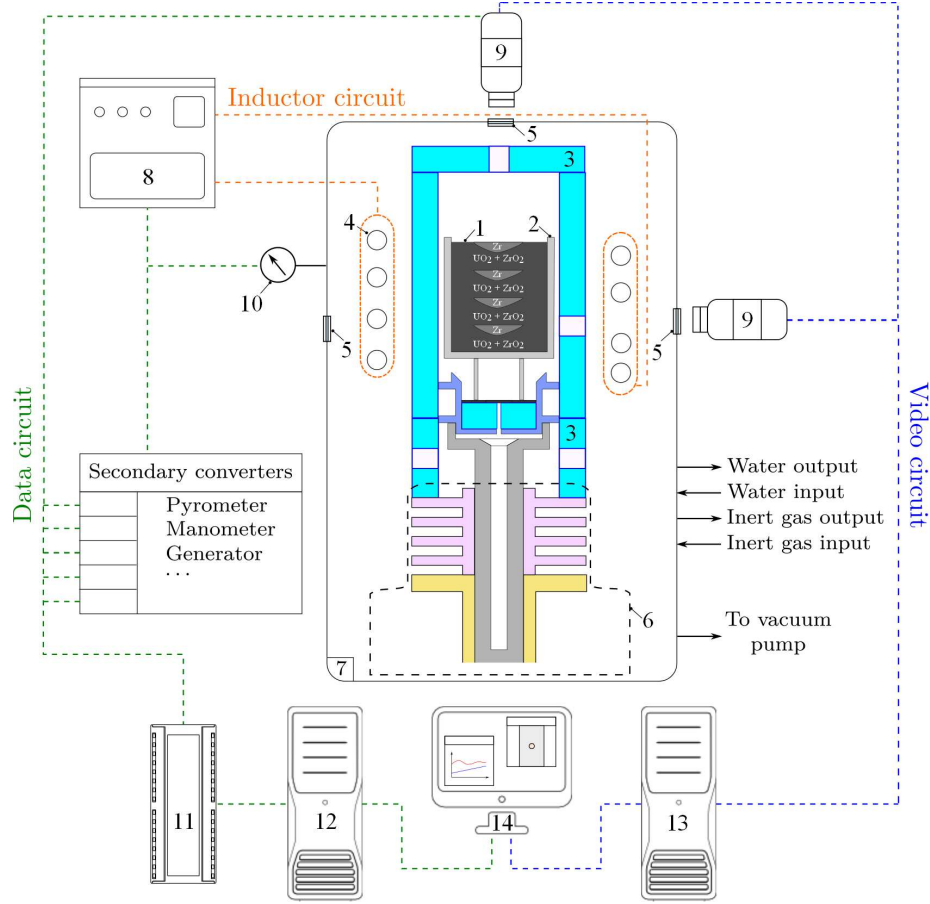 9
Inductor circuit
5
3
8
4
1
2
Zr
UO₂ + ZrO₂
Zr
UO₂ + ZrO₂
Zr
UO₂ + ZrO₂
Zr
UO₂ + ZrO₂
10
5
5
9
Data circuit
Video circuit
3
Secondary converters
Pyrometer
Manometer
Generator
...
Water output
Water input
Inert gas output
Inert gas input
6
To vacuum
pump
7
11
12
14
13